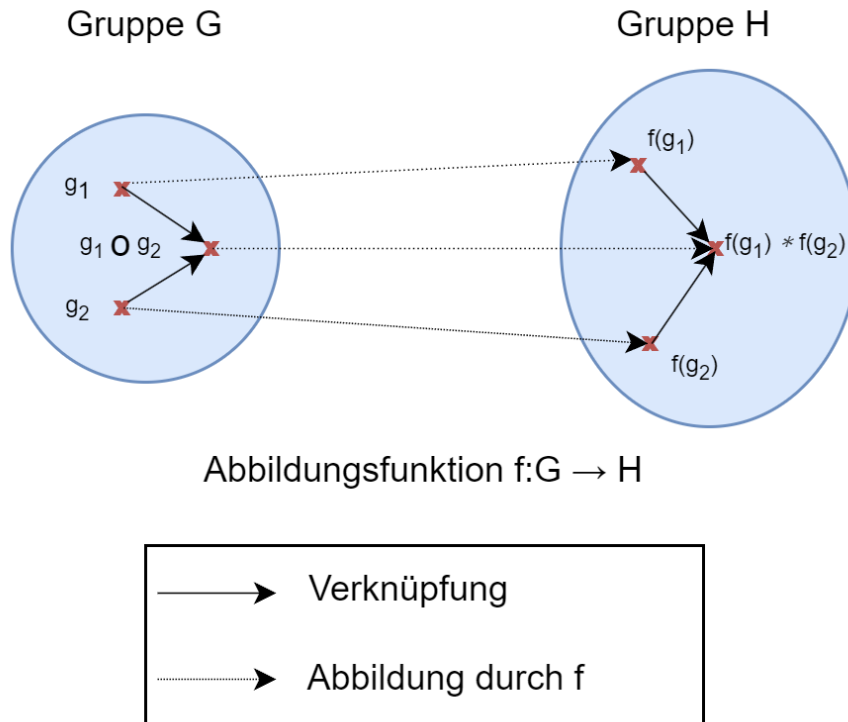 Gruppe G
Gruppe H
g₁
g₁ o g₂
g₂
f(g₁)
f(g₁) * f(g₂)
f(g₂)
Abbildungsfunktion f:G → H
Verknüpfung
Abbildung durch f